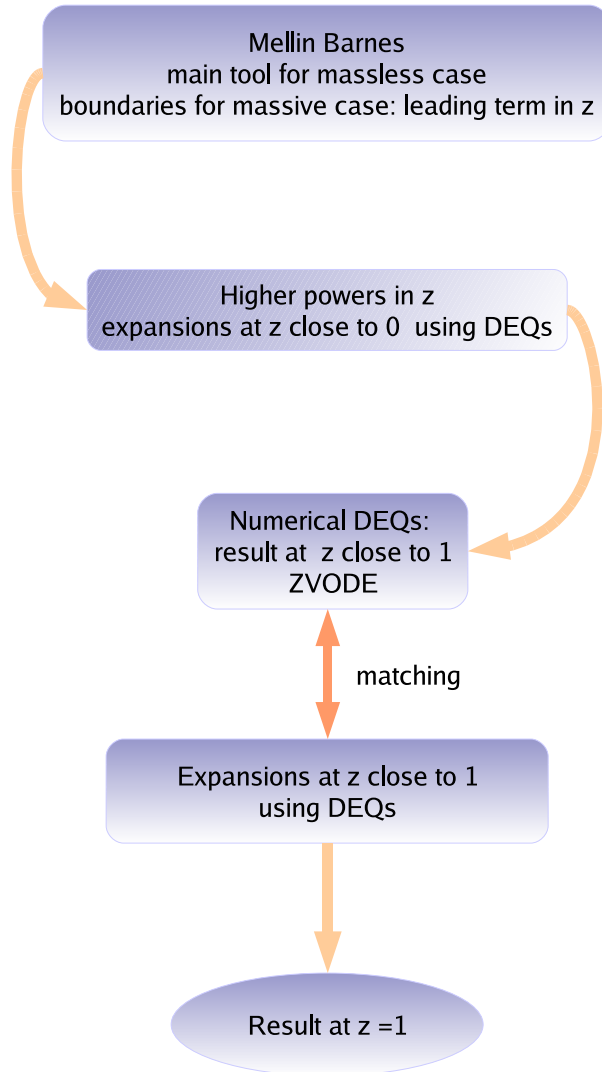 Mellin Barnes
main tool for massless case
boundaries for massive case: leading term in z
Higher powers in z
expansions at z close to 0 using DEQs
Numerical DEQs:
result at z close to 1
ZVODE
matching
Expansions at z close to 1
using DEQs
Result at z =1